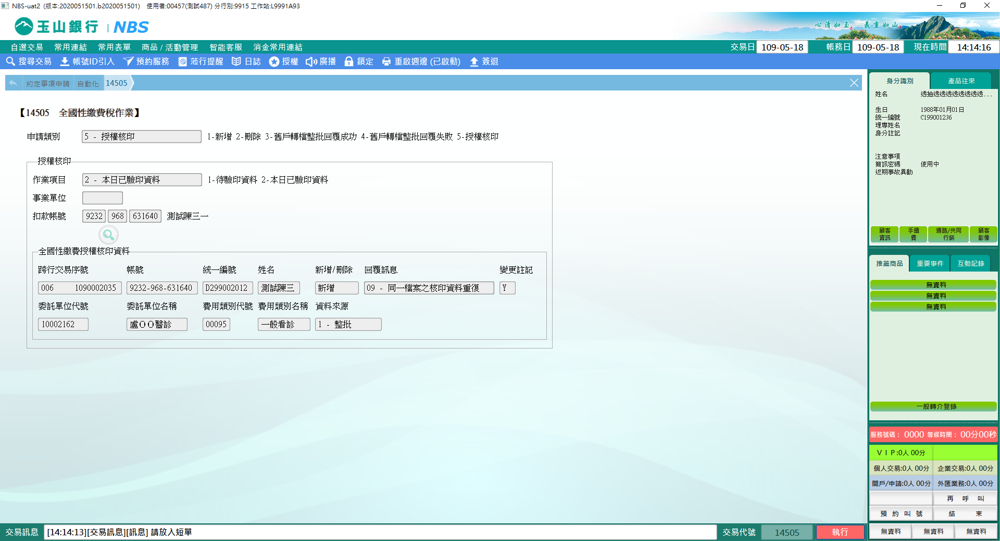 NBS-uat2 (版本:2020051501.b2020051501) 使用者:00457(測試487) 分行別:9915 工作站:L9991A93
玉山銀行 | NBS
心清如玉 義重如山
自選交易 常用連結 常用表單 商品 / 活動管理 智能客服 消金常用連結 交易日 109-05-18 帳務日 109-05-18 現在時間 14:14:16
搜尋交易 帳號ID引入 預約服務 蒞行提醒 日誌 授權 廣播 鎖定 重啟週邊 (已啟動) 簽退
約定事項申請 自動化 14505
【14505 全國性繳費稅作業】
申請類別 5 - 授權核印 1-新增 2-刪除 3-舊戶轉檔整批回覆成功 4-舊戶轉檔整批回覆失敗 5-授權核印
授權核印
作業項目 2 - 本日已驗印資料 1-待驗印資料 2-本日已驗印資料
事業單位
扣款帳號 9232 968 631640 測試陳三一
全國性繳費授權核印資料
跨行交易序號 帳號 統一編號 姓名 新增/刪除 回覆訊息 變更註記
006 1090002035 9232-968-631640 D299002012 測試陳三 新增 09 - 同一檔案之核印資料重復 Y
委託單位代號 委託單位名稱 費用類別代號 費用類別名稱 資料來源
10002162 盧ＯＯ醫診 00095 一般看診 1 - 整批
身分識別 產品往來
姓名 透抽透透透透透透透透...
生日 1988年01月01日
統一編號 C199001236
理專姓名
身分註記
注意事項
簡訊密碼 使用中
近期事故異動
顧客資訊 手續費 通路/共同行銷 顧客影像
推薦商品 重要事件 互動記錄
無資料
無資料
無資料
一般轉介登錄
服務號碼： 0000 等候時間： 00分00秒
ＶＩＰ:0人 00分
個人交易:0人 00分 企業交易:0人 00分
開戶/申請:0人 00分 外匯業務:0人 00分
再 呼 叫
預 約 叫 號 結 束
無資料 無資料 無資料
交易訊息 [14:14:13][交易訊息][訊息] 請放入短單 交易代號 14505 執行